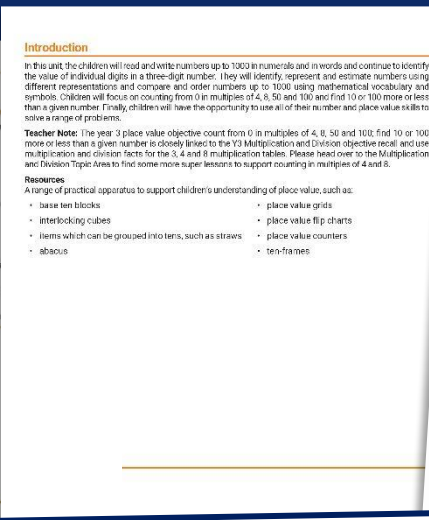 Introduction
In this unit, the children will read and write numbers up to 1000 in numerals and in words and continue to identify
the value of individual digits in a three-digit number. They will identify, represent and estimate numbers using
different representations and compare and order numbers up to 1000 using mathematical vocabulary and
symbols. Children will focus on counting from 0 in multiples of 4, 8, 50 and 100 and find 10 or 100 more or less
than a given number. Finally, children will have the opportunity to use all of their number and place value skills to
solve a range of problems.
Teacher Note: The year 3 place value objective count from 0 in multiples of 4, 8, 50 and 100; find 10 or 100
more or less than a given number is closely linked to the Y3 Multiplication and Division objective recall and use
multiplication and division facts for the 3, 4 and 8 multiplication tables. Please head over to the Multiplication
and Division Topic Area to find some more super lessons to support counting in multiples of 4 and 8.
Resources
A range of practical apparatus to support children's understanding of place value, such as:
• base ten blocks
• interlocking cubes
• items which can be grouped into tens, such as straws
• abacus
• place value grids
• place value flip charts
• place value counters
• ten-frames